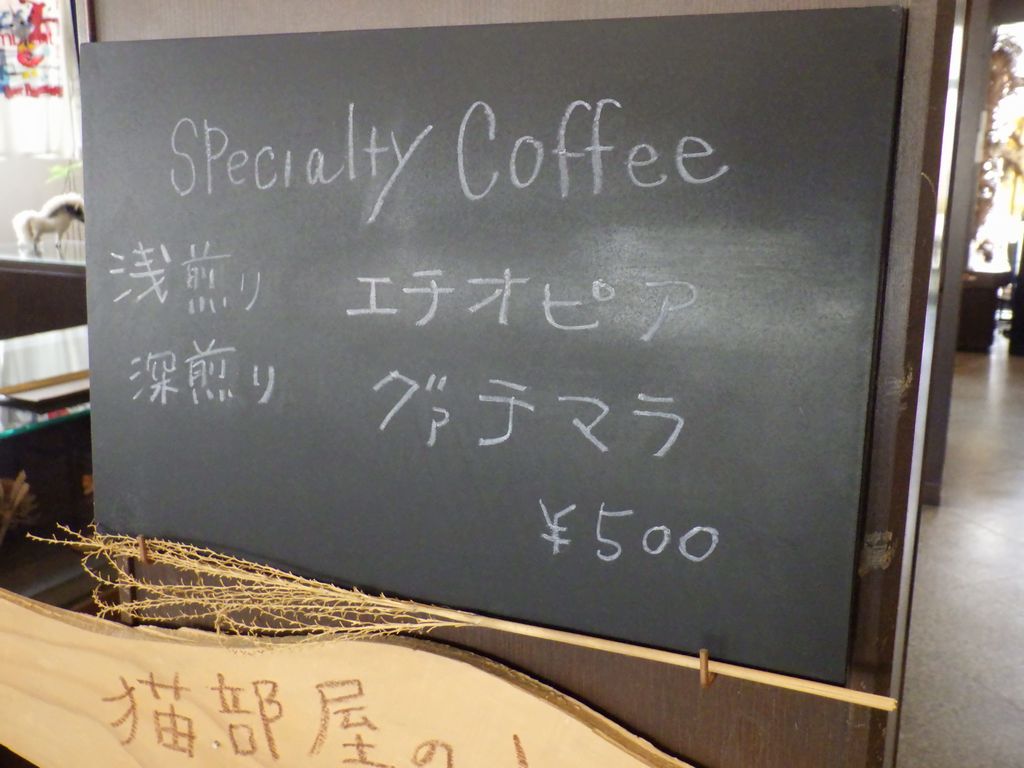 Specialty Coffee
浅煎り エチオピア
深煎り グァテマラ
¥500
猫部屋の